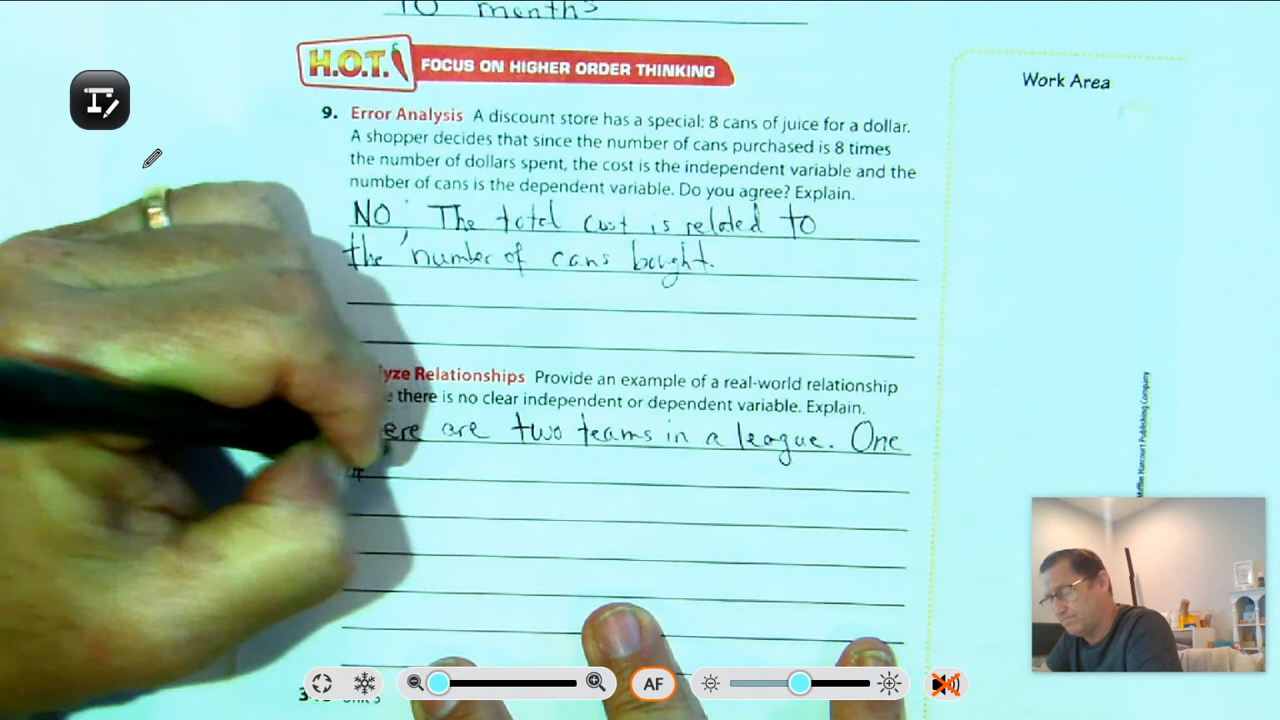 10 months
H.O.T. FOCUS ON HIGHER ORDER THINKING
Work Area
9. Error Analysis A discount store has a special: 8 cans of juice for a dollar.
A shopper decides that since the number of cans purchased is 8 times
the number of dollars spent, the cost is the independent variable and the
number of cans is the dependent variable. Do you agree? Explain.
NO; The total cost is related to
the number of cans bought.
yze Relationships Provide an example of a real-world relationship
e there is no clear independent or dependent variable. Explain.
ere are two teams in a league. One
Mifflin Harcourt Publishing Company
AF